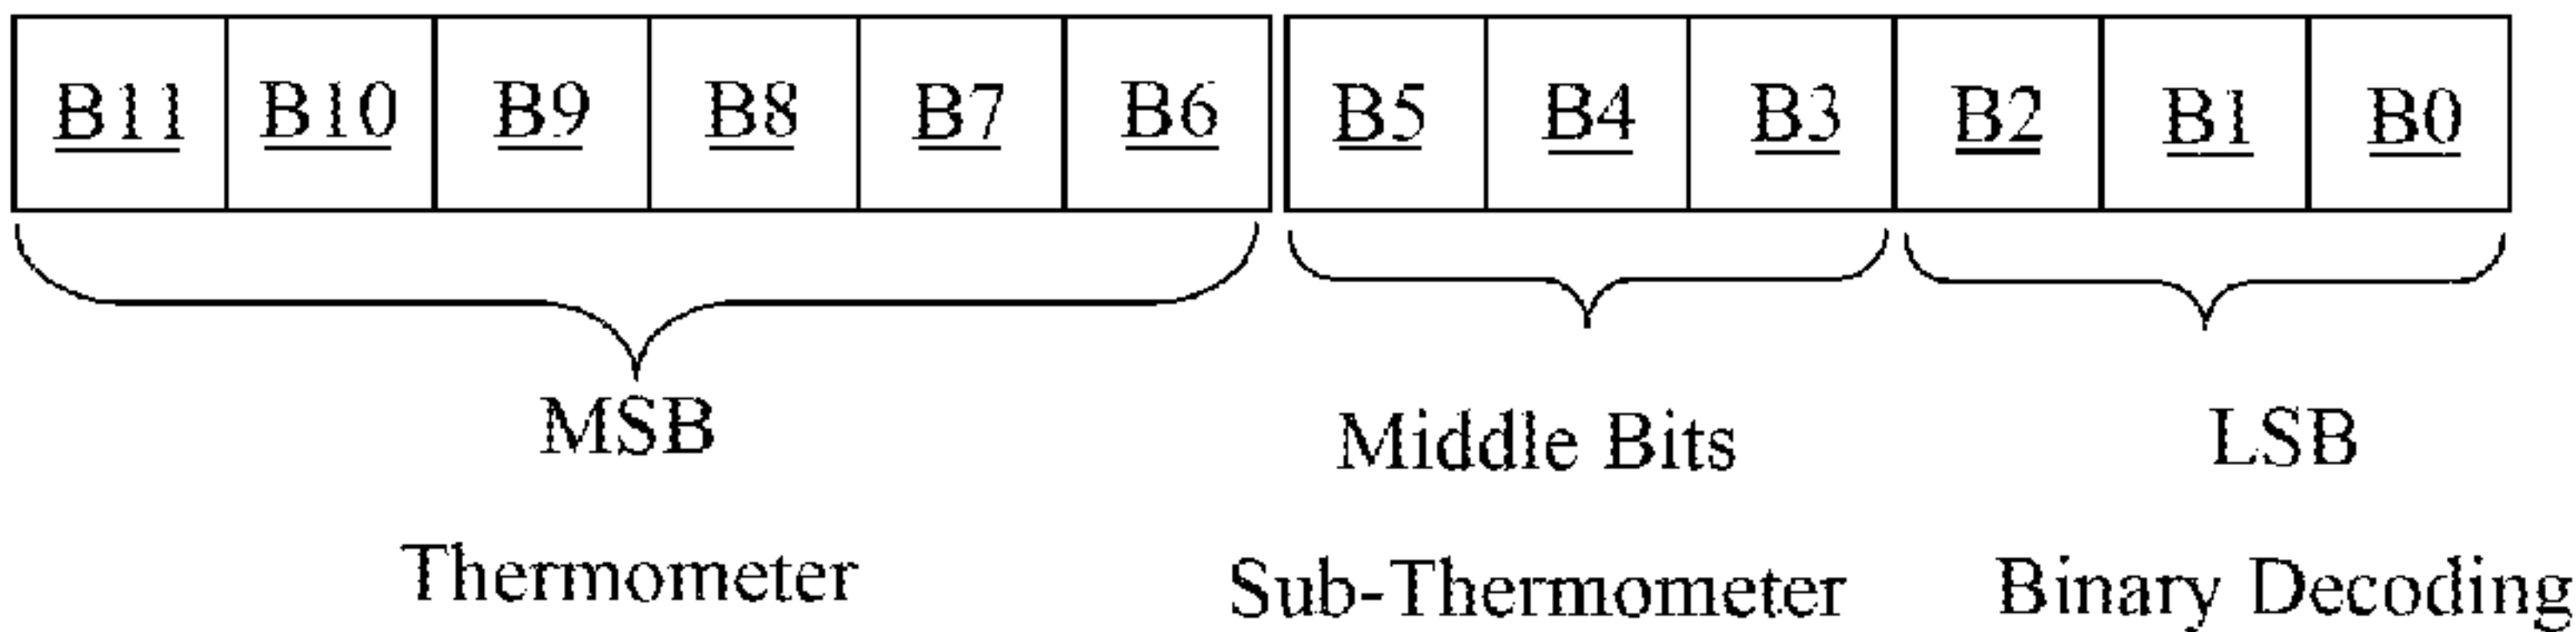 B11 B10 B9 B8 B7 B6 B5 B4 B3 B2 B1 B0
MSB Middle Bits LSB
Thermometer Sub-Thermometer Binary Decoding